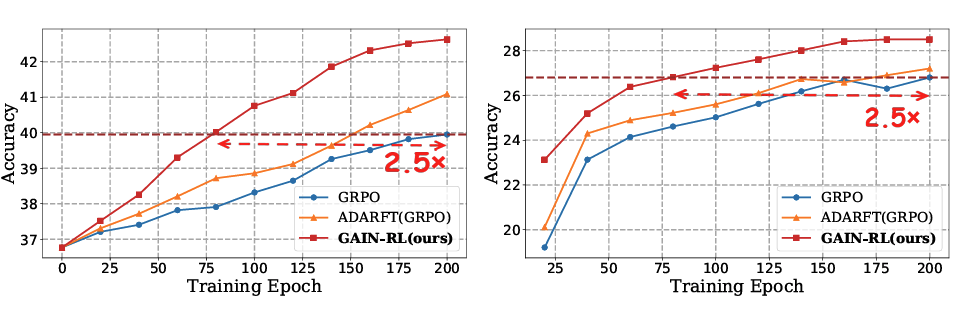 42
41
40
39
38
37
Accuracy
2.5×
GRPO
ADARFT(GRPO)
GAIN-RL(ours)
0 25 50 75 100 125 150 175 200
Training Epoch
28
26
24
22
20
Accuracy
2.5×
GRPO
ADARFT(GRPO)
GAIN-RL(ours)
25 50 75 100 125 150 175 200
Training Epoch